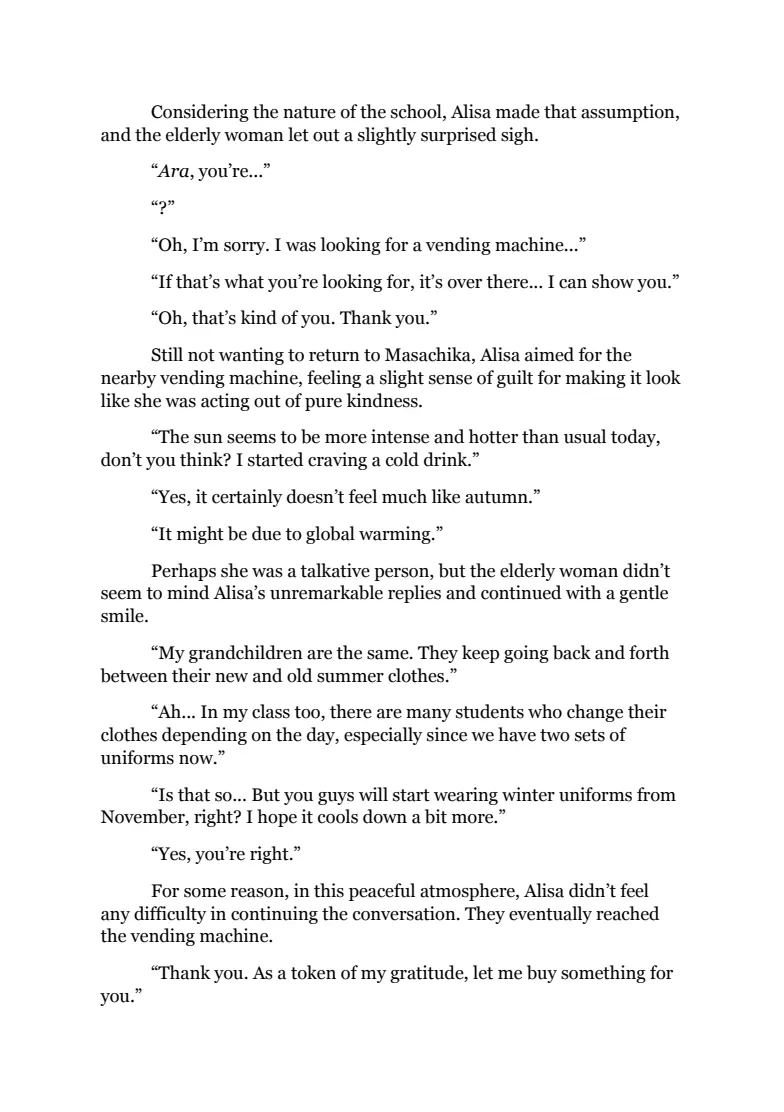 Considering the nature of the school, Alisa made that assumption,
and the elderly woman let out a slightly surprised sigh.
“Ara, you’re...”
“?”
“Oh, I’m sorry. I was looking for a vending machine...”
“If that’s what you’re looking for, it’s over there... I can show you.”
“Oh, that’s kind of you. Thank you.”
Still not wanting to return to Masachika, Alisa aimed for the
nearby vending machine, feeling a slight sense of guilt for making it look
like she was acting out of pure kindness.
“The sun seems to be more intense and hotter than usual today,
don’t you think? I started craving a cold drink.”
“Yes, it certainly doesn’t feel much like autumn.”
“It might be due to global warming.”
Perhaps she was a talkative person, but the elderly woman didn’t
seem to mind Alisa’s unremarkable replies and continued with a gentle
smile.
“My grandchildren are the same. They keep going back and forth
between their new and old summer clothes.”
“Ah... In my class too, there are many students who change their
clothes depending on the day, especially since we have two sets of
uniforms now.”
“Is that so... But you guys will start wearing winter uniforms from
November, right? I hope it cools down a bit more.”
“Yes, you’re right.”
For some reason, in this peaceful atmosphere, Alisa didn’t feel
any difficulty in continuing the conversation. They eventually reached
the vending machine.
“Thank you. As a token of my gratitude, let me buy something for
you.”